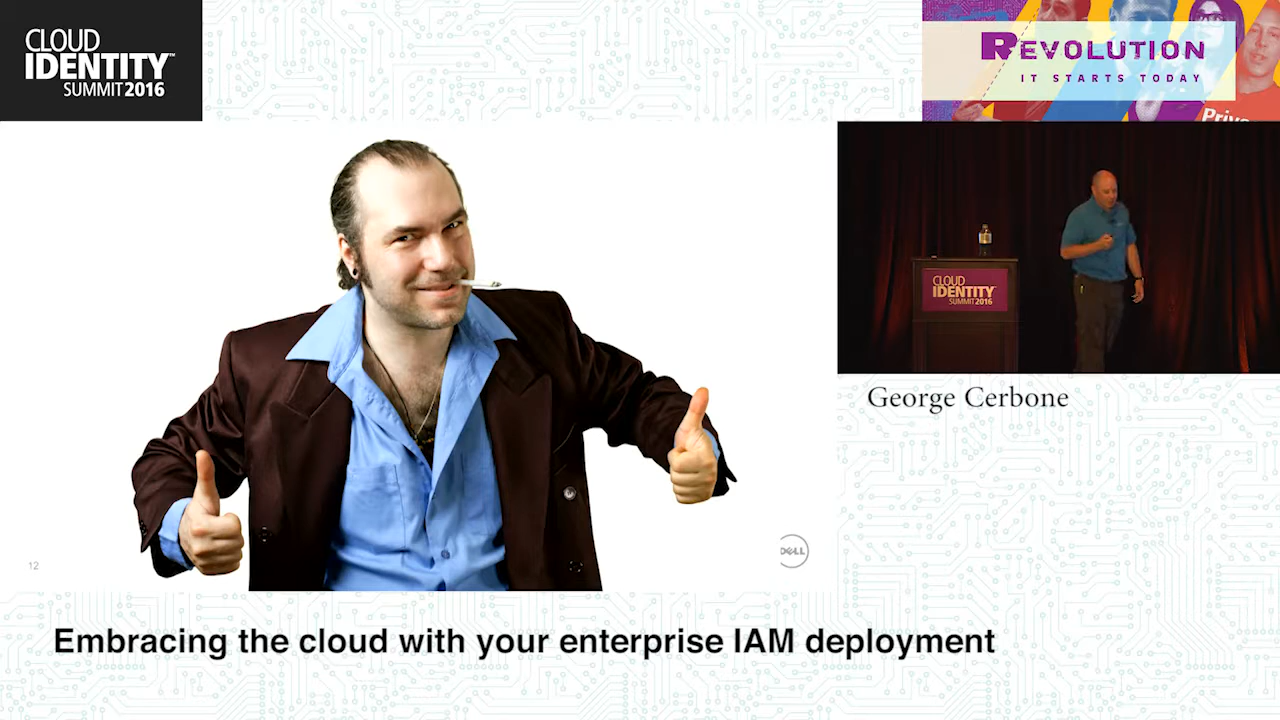 CLOUD
IDENTITY™
SUMMIT 2016
REVOLUTION
IT STARTS TODAY
CLOUD
IDENTITY
SUMMIT 2016
George Cerbone
12
DELL
Embracing the cloud with your enterprise IAM deployment